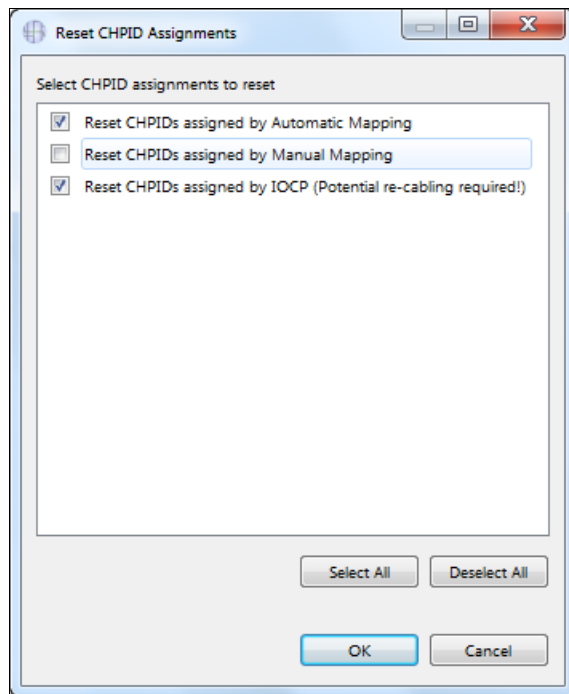 Reset CHPID Assignments
Select CHPID assignments to reset
Reset CHPIDs assigned by Automatic Mapping
Reset CHPIDs assigned by Manual Mapping
Reset CHPIDs assigned by IOCP (Potential re-cabling required!)
Select All Deselect All
OK Cancel